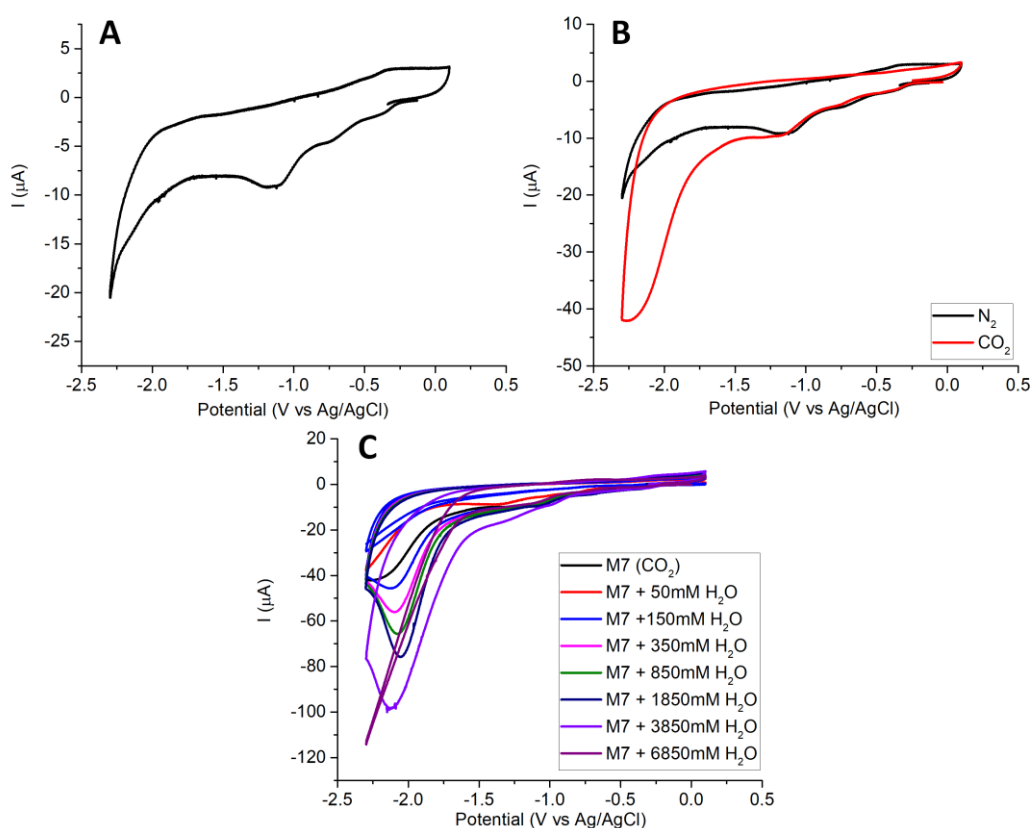 A
5
0
-5
-10
-15
-20
-25
I (μA)
-2.5 -2.0 -1.5 -1.0 -0.5 0.0 0.5
Potential (V vs Ag/AgCl)
B
10
0
-10
-20
-30
-40
-50
I (μA)
N2
CO2
-2.5 -2.0 -1.5 -1.0 -0.5 0.0 0.5
Potential (V vs Ag/AgCl)
C
20
0
-20
-40
-60
-80
-100
-120
I (μA)
M7 (CO2)
M7 + 50mM H2O
M7 +150mM H2O
M7 + 350mM H2O
M7 + 850mM H2O
M7 + 1850mM H2O
M7 + 3850mM H2O
M7 + 6850mM H2O
-2.5 -2.0 -1.5 -1.0 -0.5 0.0 0.5
Potential (V vs Ag/AgCl)